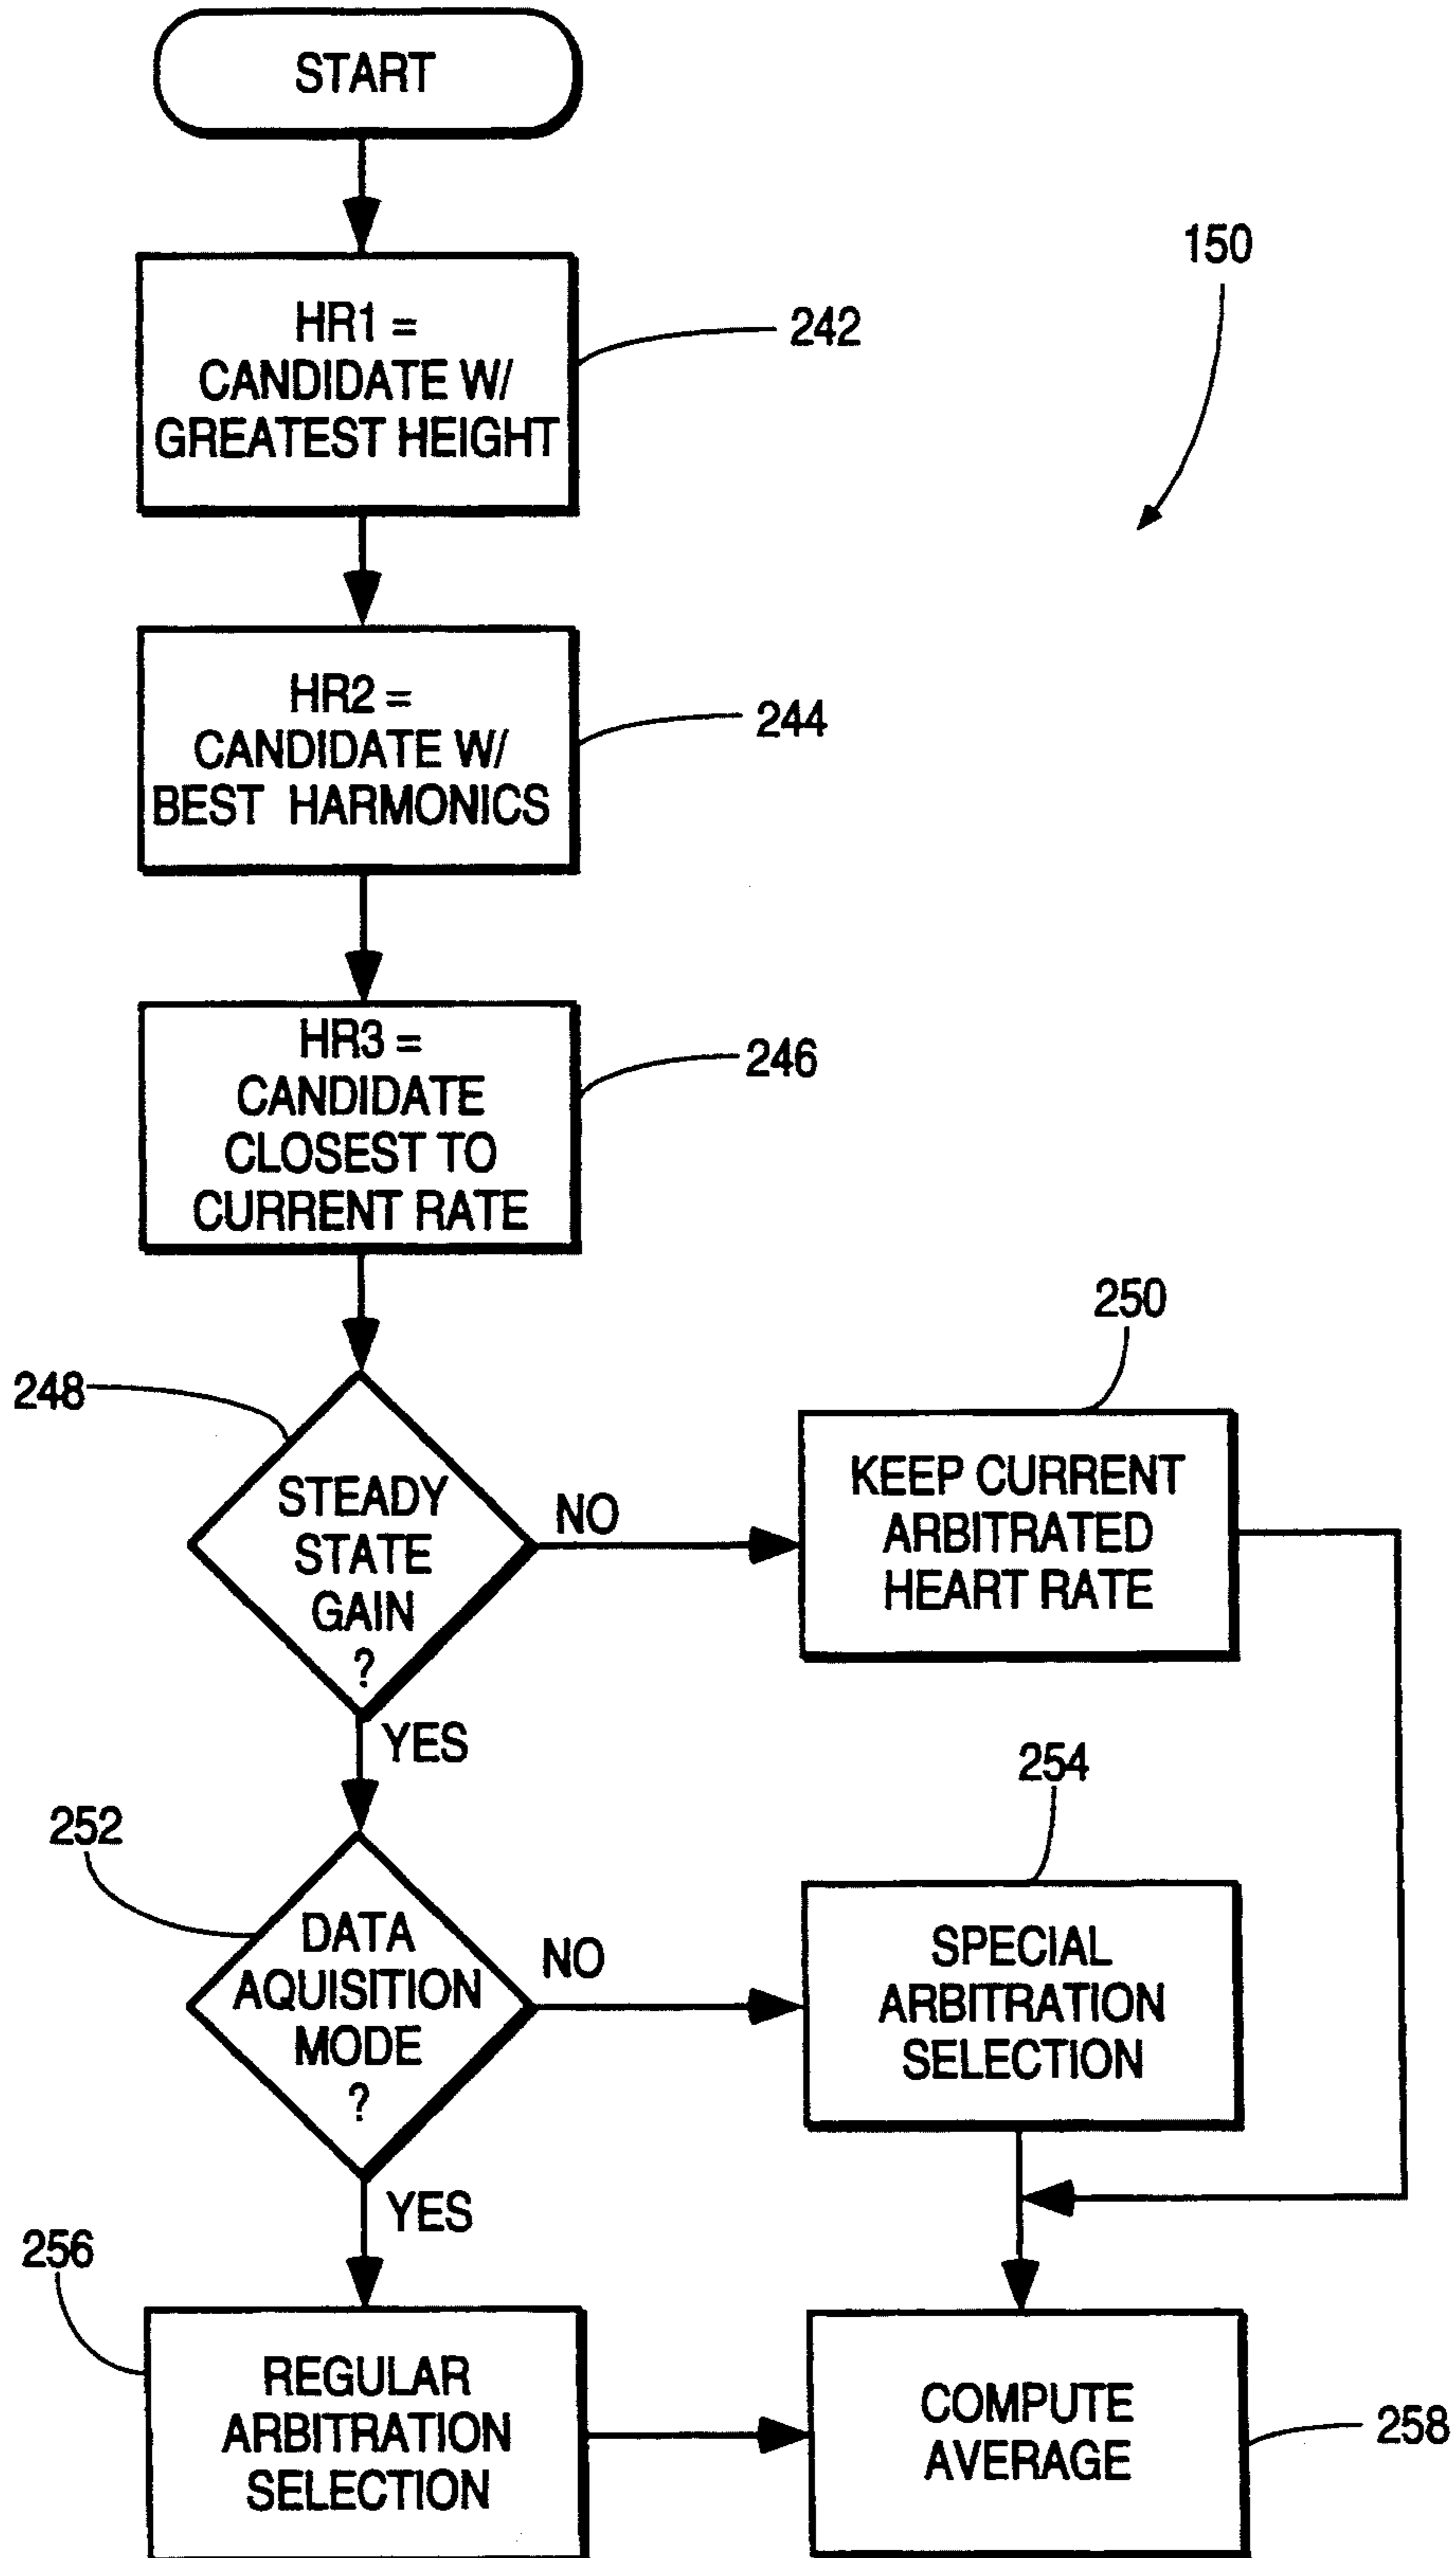 START
150
HR1 =
CANDIDATE W/
GREATEST HEIGHT
242
HR2 =
CANDIDATE W/
BEST HARMONICS
244
HR3 =
CANDIDATE
CLOSEST TO
CURRENT RATE
246
248
STEADY
STATE
GAIN
?
NO
YES
250
KEEP CURRENT
ARBITRATED
HEART RATE
252
DATA
AQUISITION
MODE
?
NO
YES
254
SPECIAL
ARBITRATION
SELECTION
256
REGULAR
ARBITRATION
SELECTION
COMPUTE
AVERAGE
258